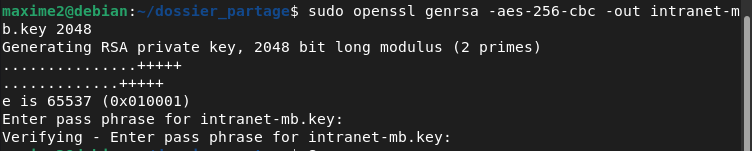 maxime2@debian:~/dossier_partage$ sudo openssl genrsa -aes-256-cbc -out intranet-m
b.key 2048
Generating RSA private key, 2048 bit long modulus (2 primes)
...............+++++
.............+++++
e is 65537 (0x010001)
Enter pass phrase for intranet-mb.key:
Verifying - Enter pass phrase for intranet-mb.key: